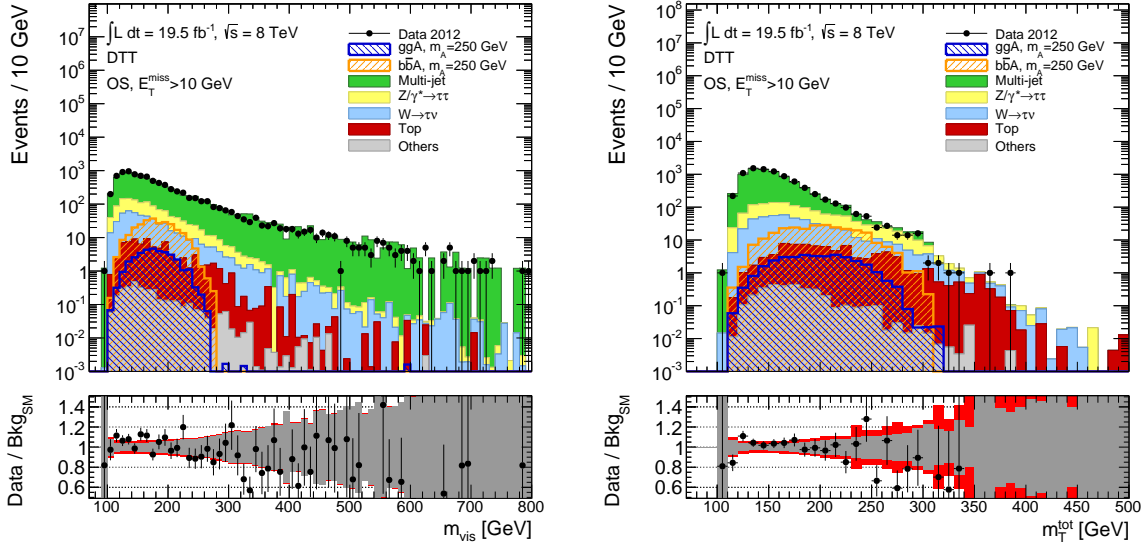 Events / 10 GeV
10⁷
10⁶
10⁵
10⁴
10³
10²
10
1
10⁻¹
10⁻²
10⁻³
∫L dt = 19.5 fb⁻¹, √s = 8 TeV
DTT
OS, E_T^miss>10 GeV
Data 2012
ggA, m_A=250 GeV
bb̄A, m_A=250 GeV
Multi-jet
Z/γ*→ττ
W→τν
Top
Others
Data / Bkg_SM
1.4
1.2
1
0.8
0.6
100 200 300 400 500 600 700 800
m_vis [GeV]
Events / 10 GeV
10⁷
10⁶
10⁵
10⁴
10³
10²
10
1
10⁻¹
10⁻²
10⁻³
∫L dt = 19.5 fb⁻¹, √s = 8 TeV
DTT
OS, E_T^miss>10 GeV
Data 2012
ggA, m_A=250 GeV
bb̄A, m_A=250 GeV
Multi-jet
Z/γ*→ττ
W→τν
Top
Others
Data / Bkg_SM
1.4
1.2
1
0.8
0.6
100 150 200 250 300 350 400 450 500
m_T^tot [GeV]